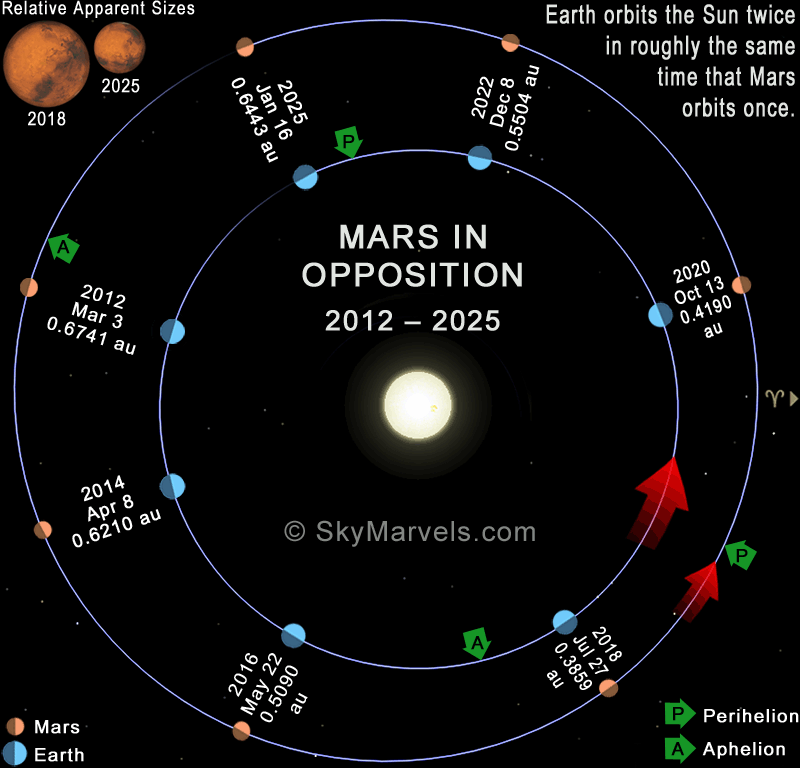 Relative Apparent Sizes
2018
2025
Earth orbits the Sun twice
in roughly the same
time that Mars
orbits once.
2025
Jan 16
0.6443 au
P
2022
Dec 8
0.5504 au
A
MARS IN
OPPOSITION
2012 – 2025
2020
Oct 13
0.4190
au
2012
Mar 3
0.6741 au
♈
2014
Apr 8
0.6210 au
© SkyMarvels.com
P
A
2016
May 22
0.5090
au
2018
Jul 27
0.3859
au
Mars
Earth
P Perihelion
A Aphelion